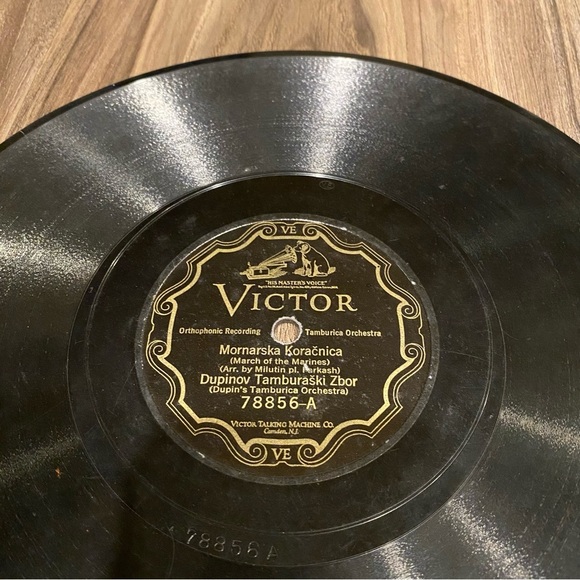 VE
"HIS MASTER'S VOICE"
VICTOR
Orthophonic Recording Tamburica Orchestra
Mornarska Koračnica
(March of the Marines)
(Arr. by Milutin pl. Farkash)
Dupinov Tamburaški Zbor
(Dupin's Tamburica Orchestra)
78856-A
VICTOR TALKING MACHINE CO.
Camden, N.J.
VE
78856A